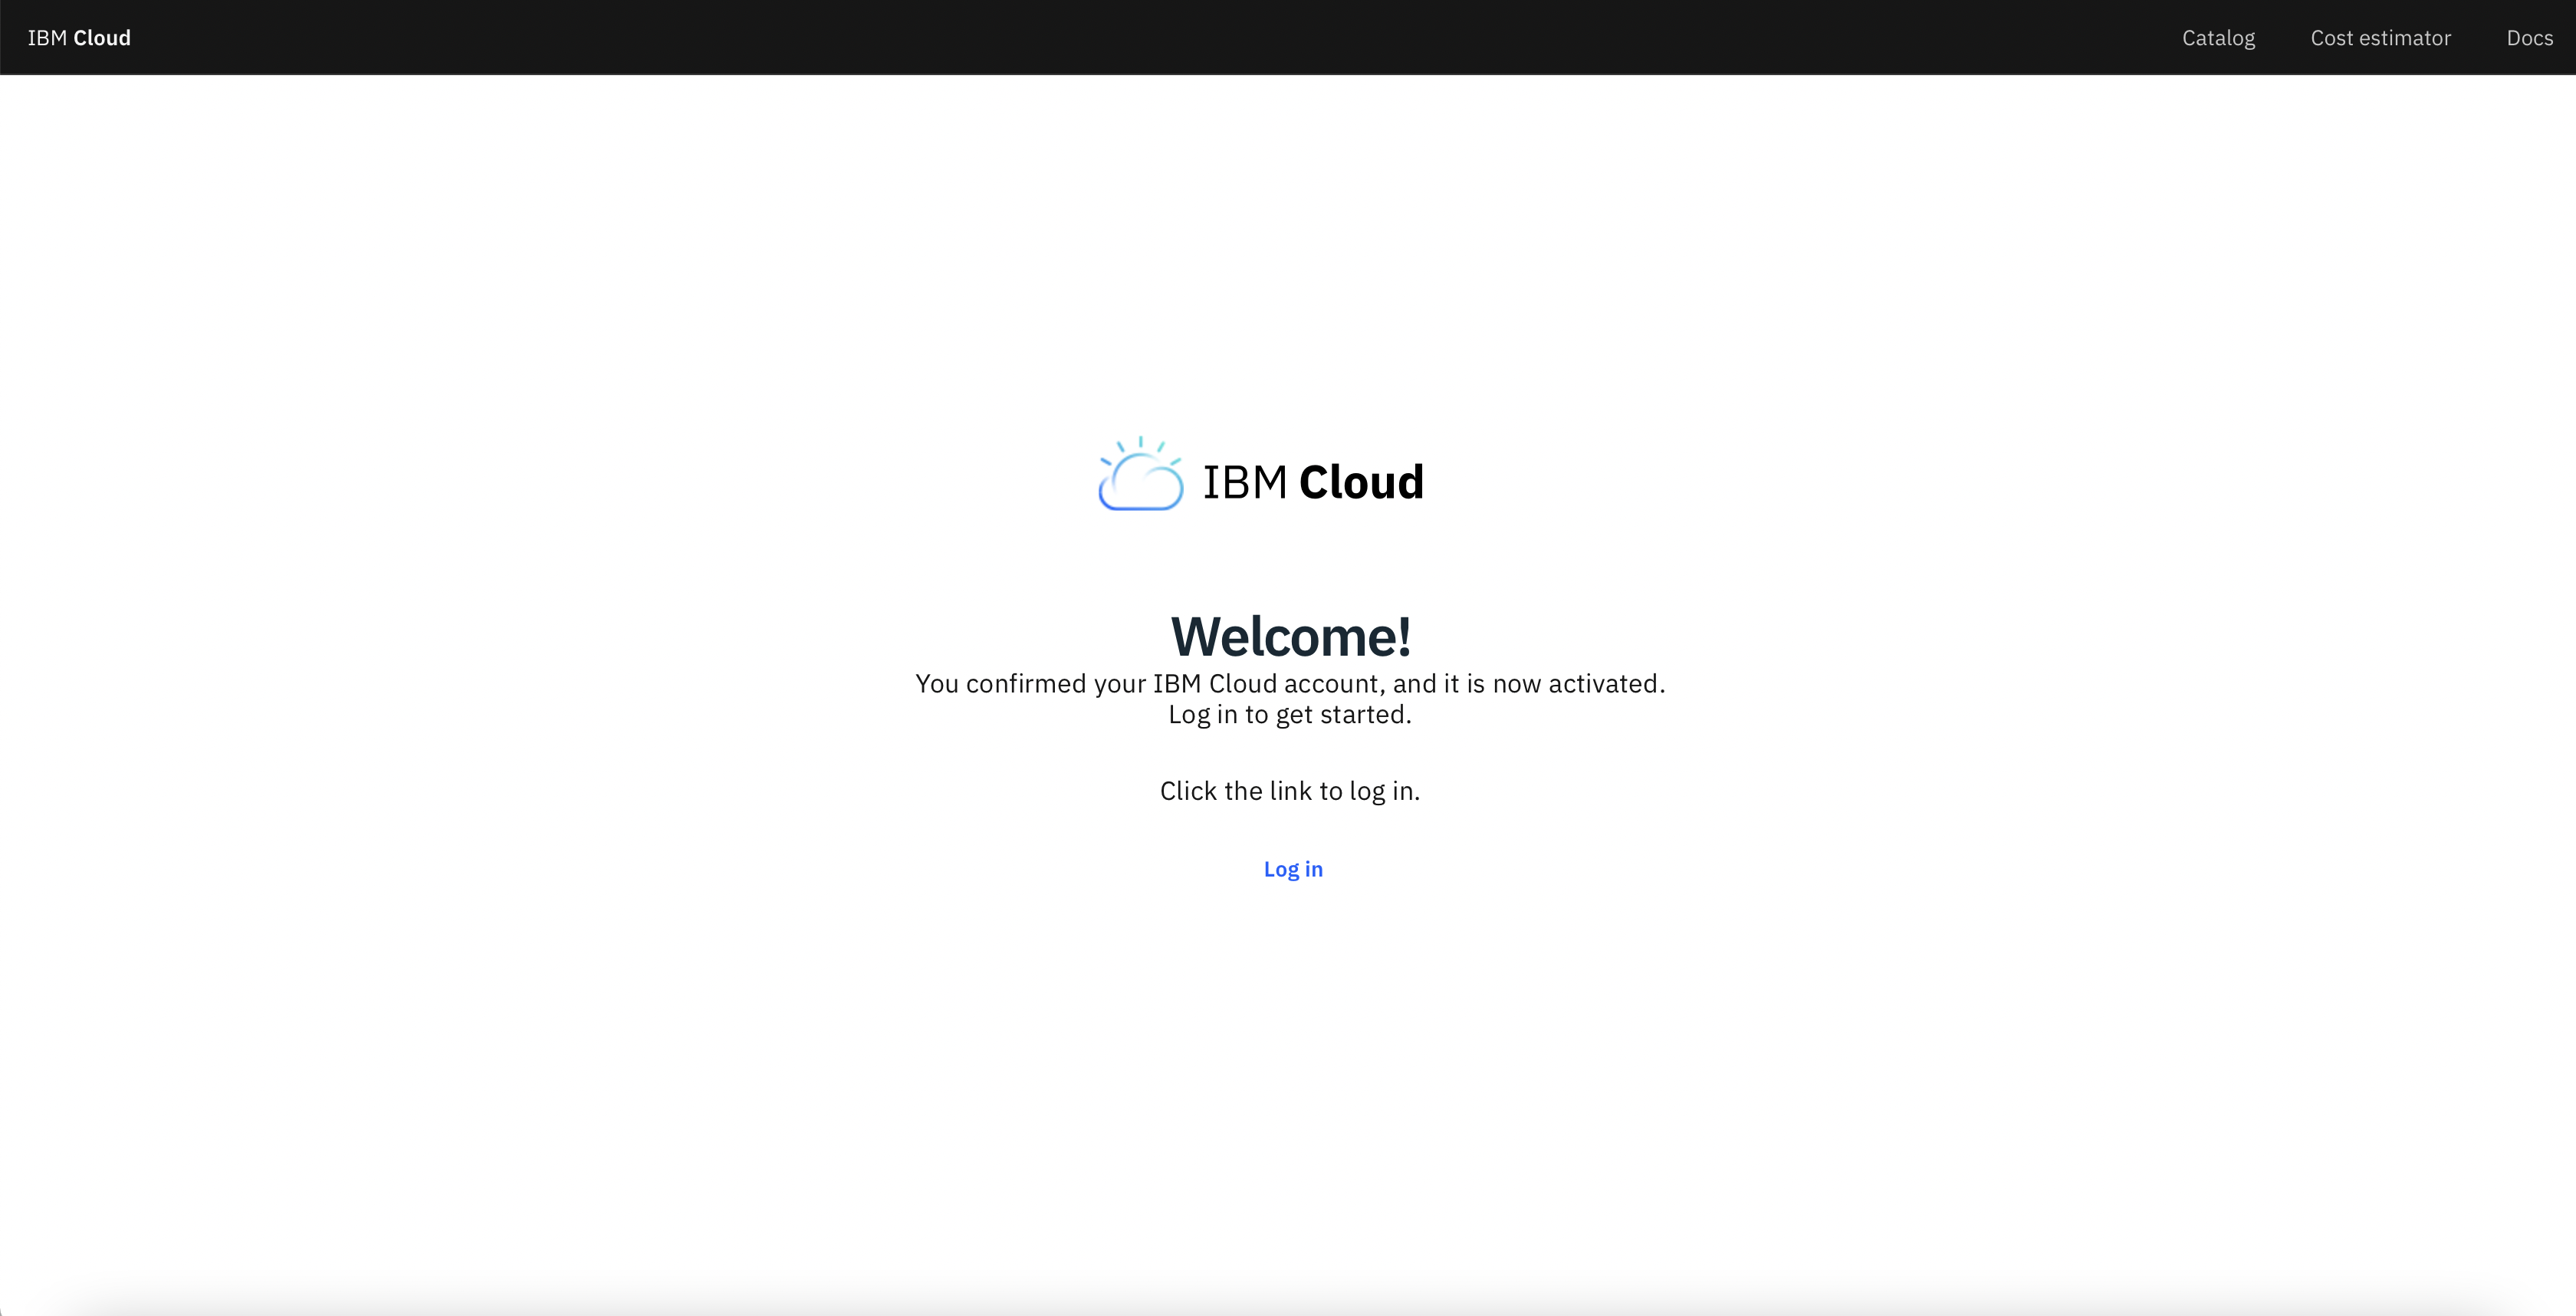 IBM Cloud
Catalog
Cost estimator
Docs
IBM Cloud
Welcome!
You confirmed your IBM Cloud account, and it is now activated.
Log in to get started.
Click the link to log in.
Log in